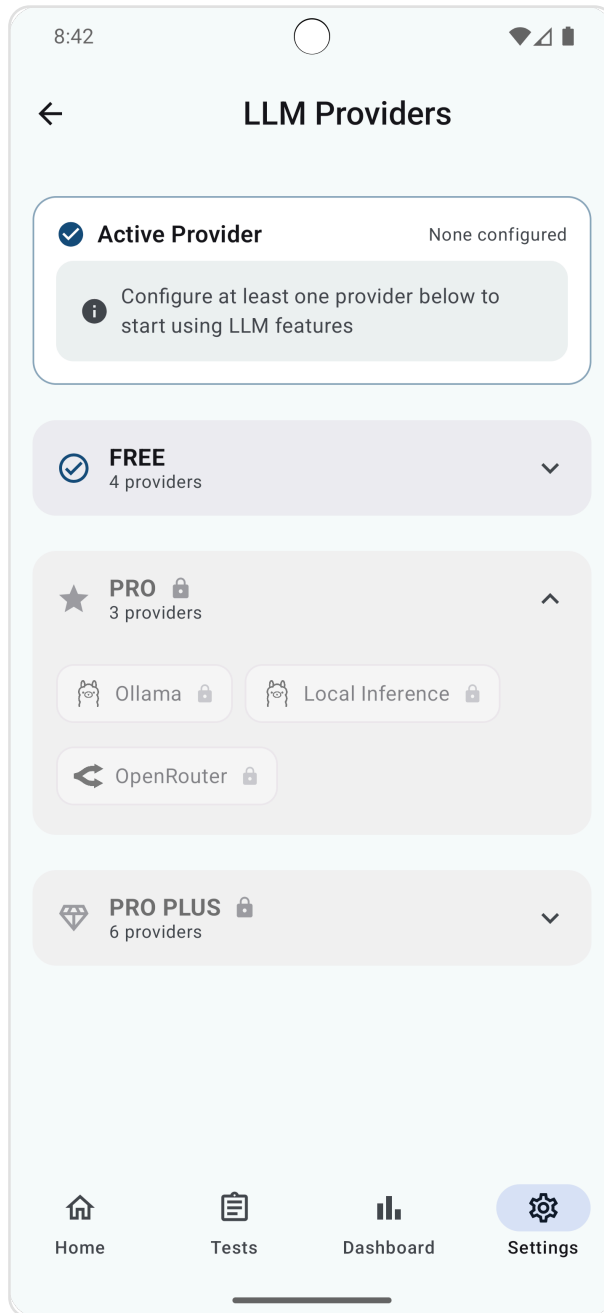 8:42
LLM Providers
Active Provider
None configured
Configure at least one provider below to
start using LLM features
FREE
4 providers
PRO
3 providers
Ollama
Local Inference
OpenRouter
PRO PLUS
6 providers
Home
Tests
Dashboard
Settings